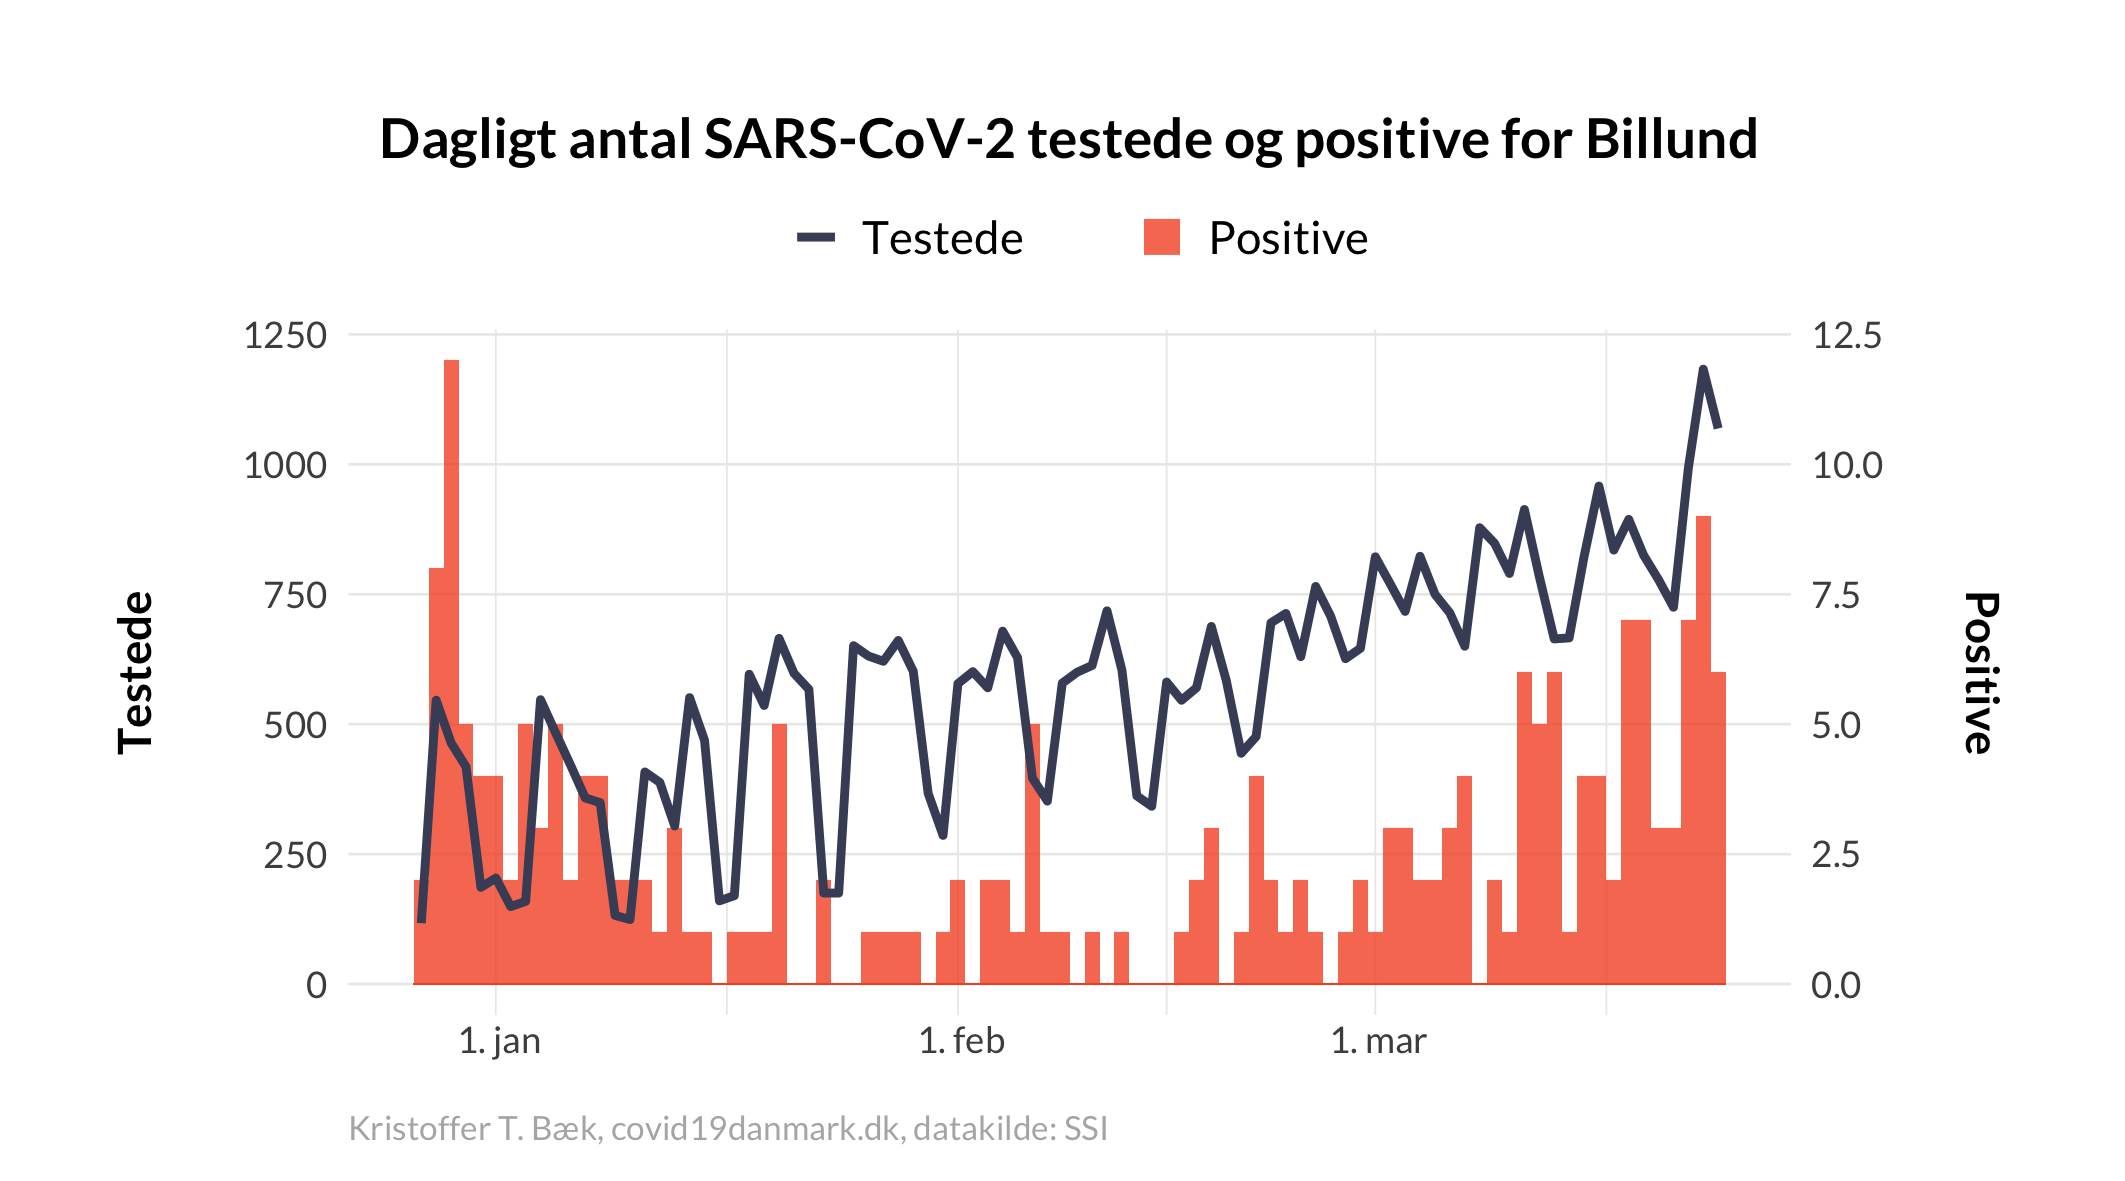 Dagligt antal SARS-CoV-2 testede og positive for Billund
Testede Positive
1250 12.5
1000 10.0
750 7.5
500 5.0
250 2.5
0 0.0
Testede
Positive
1. jan 1. feb 1. mar
Kristoffer T. Bæk, covid19danmark.dk, datakilde: SSI